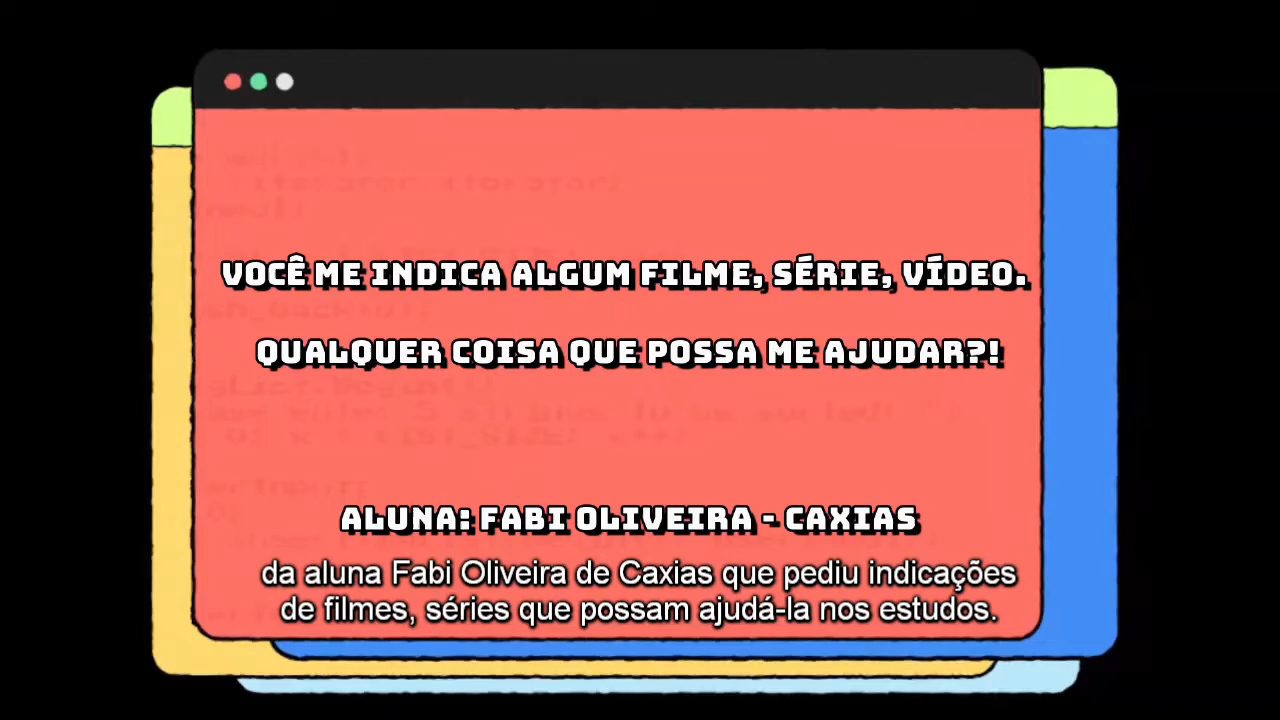 VOCÊ ME INDICA ALGUM FILME, SÉRIE, VÍDEO.
QUALQUER COISA QUE POSSA ME AJUDAR?!
ALUNA: FABI OLIVEIRA - CAXIAS
da aluna Fabi Oliveira de Caxias que pediu indicações
de filmes, séries que possam ajudá-la nos estudos.